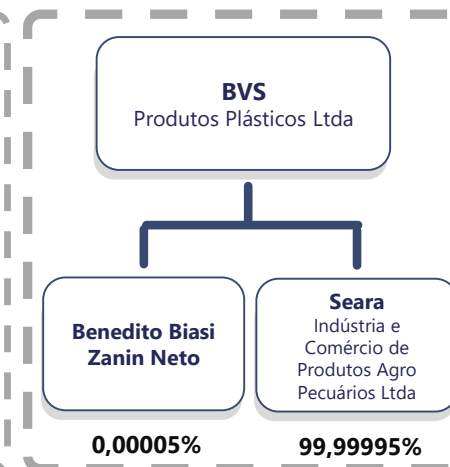 BVS
Produtos Plásticos Ltda
Benedito Biasi
Zanin Neto
Seara
Indústria e
Comércio de
Produtos Agro
Pecuários Ltda
0,00005%
99,99995%